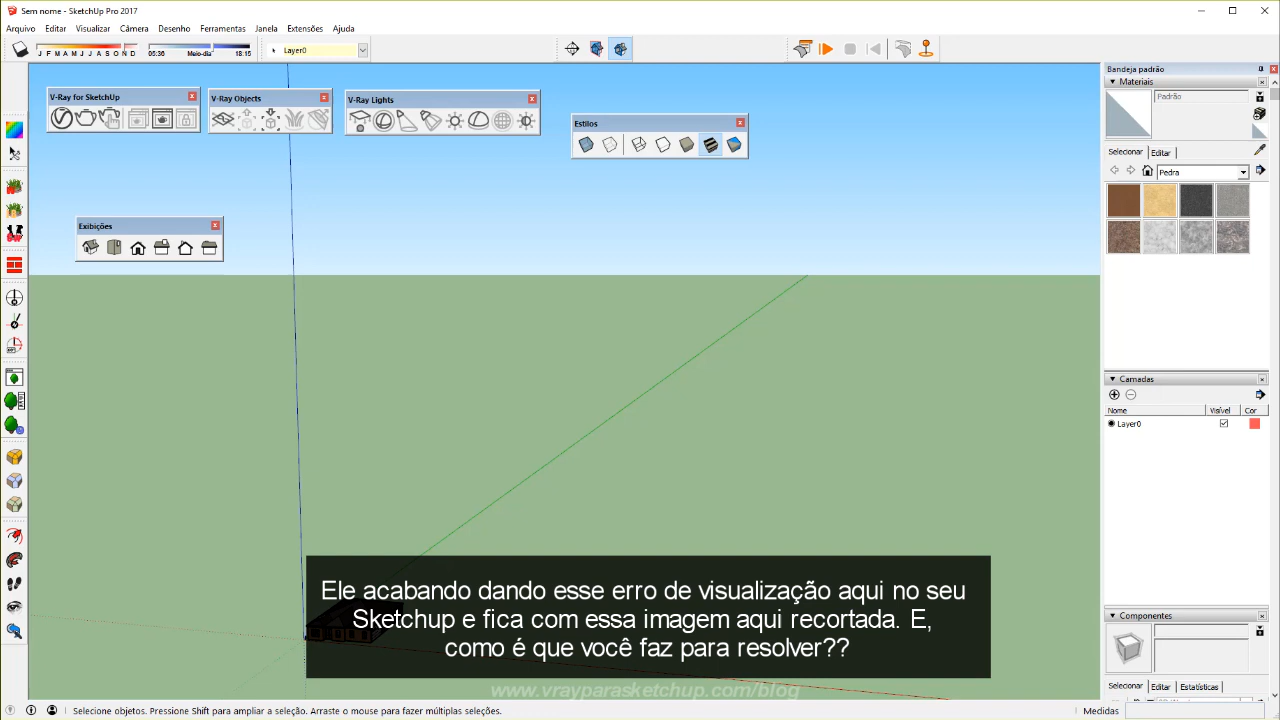 Sem nome - SketchUp Pro 2017
Arquivo Editar Visualizar Câmera Desenho Ferramentas Janela Extensões Ajuda
J F M A M J J A S O N D 05:36 Meio-dia 18:15 Layer0
Bandeja padrão
Materiais
V-Ray for SketchUp V-Ray Objects V-Ray Lights
Padrão
Estilos
Selecionar Editar
Pedra
Exibições
Camadas
Nome Visível Cor
Layer0
Ele acabando dando esse erro de visualização aqui no seu
Sketchup e fica com essa imagem aqui recortada. E,
como é que você faz para resolver??
Componentes
www.vrayparasketchup.com/blog
Selecionar Editar Estatísticas
Selecione objetos. Pressione Shift para ampliar a seleção. Arraste o mouse para fazer múltiplas seleções.
Medidas